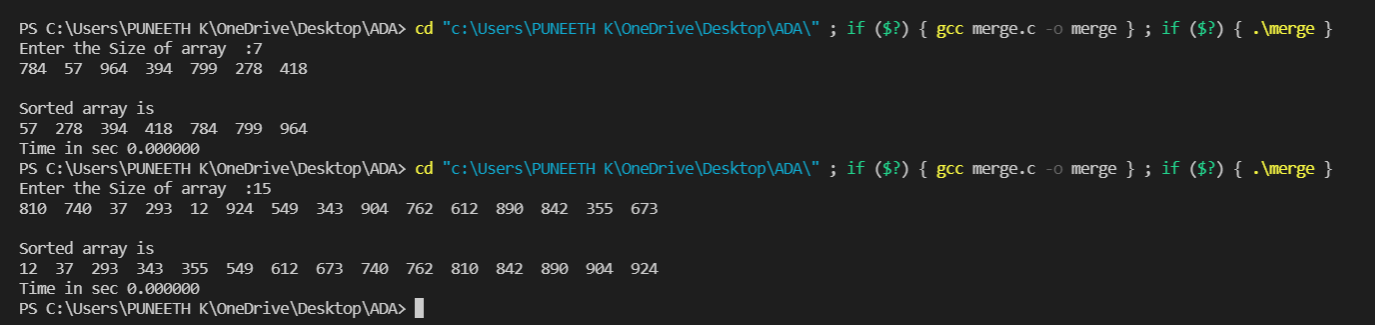 PS C:\Users\PUNEETH K\OneDrive\Desktop\ADA> cd "c:\Users\PUNEETH K\OneDrive\Desktop\ADA\" ; if ($?) { gcc merge.c -o merge } ; if ($?) { .\merge }
Enter the Size of array  :7
784  57  964  394  799  278  418
Sorted array is
57  278  394  418  784  799  964
Time in sec 0.000000
PS C:\Users\PUNEETH K\OneDrive\Desktop\ADA> cd "c:\Users\PUNEETH K\OneDrive\Desktop\ADA\" ; if ($?) { gcc merge.c -o merge } ; if ($?) { .\merge }
Enter the Size of array  :15
810  740  37  293  12  924  549  343  904  762  612  890  842  355  673
Sorted array is
12  37  293  343  355  549  612  673  740  762  810  842  890  904  924
Time in sec 0.000000
PS C:\Users\PUNEETH K\OneDrive\Desktop\ADA>